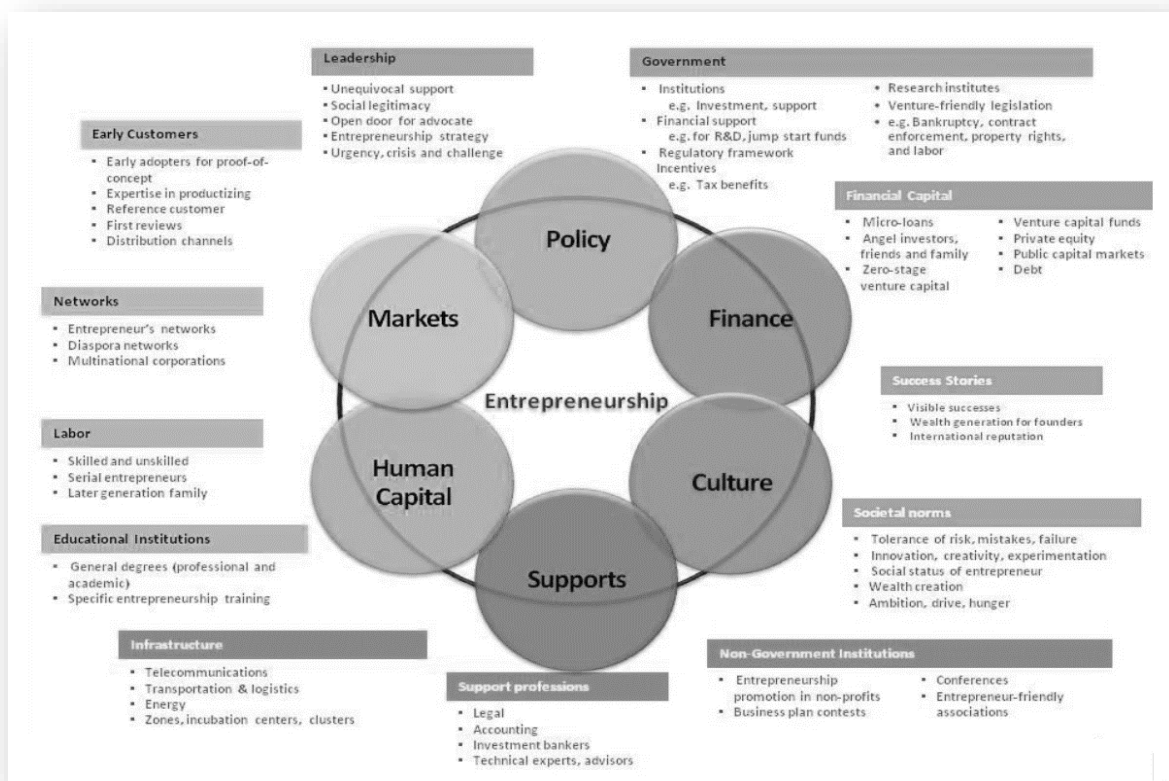 Leadership
▪ Unequivocal support
▪ Social legitimacy
▪ Open door for advocate
▪ Entrepreneurship strategy
▪ Urgency, crisis and challenge
Government
▪ Institutions
e.g. Investment, support
▪ Financial support
e.g. for R&D, jump start funds
▪ Regulatory framework
Incentives
e.g. Tax benefits
▪ Research institutes
▪ Venture-friendly legislation
▪ e.g. Bankruptcy, contract
enforcement, property rights,
and labor
Early Customers
▪ Early adopters for proof-of-
concept
▪ Expertise in productizing
▪ Reference customer
▪ First reviews
▪ Distribution channels
Financial Capital
▪ Micro-loans
▪ Angel investors,
friends and family
▪ Zero-stage
venture capital
▪ Venture capital funds
▪ Private equity
▪ Public capital markets
▪ Debt
Networks
▪ Entrepreneur's networks
▪ Diaspora networks
▪ Multinational corporations
Policy
Markets
Finance
Entrepreneurship
Human
Capital
Culture
Supports
Success Stories
▪ Visible successes
▪ Wealth generation for founders
▪ International reputation
Labor
▪ Skilled and unskilled
▪ Serial entrepreneurs
▪ Later generation family
Societal norms
▪ Tolerance of risk, mistakes, failure
▪ Innovation, creativity, experimentation
▪ Social status of entrepreneur
▪ Wealth creation
▪ Ambition, drive, hunger
Educational Institutions
▪ General degrees (professional and
academic)
▪ Specific entrepreneurship training
Infrastructure
▪ Telecommunications
▪ Transportation & logistics
▪ Energy
▪ Zones, incubation centers, clusters
Support professions
▪ Legal
▪ Accounting
▪ Investment bankers
▪ Technical experts, advisors
Non-Government Institutions
▪ Entrepreneurship
promotion in non-profits
▪ Business plan contests
▪ Conferences
▪ Entrepreneur-friendly
associations